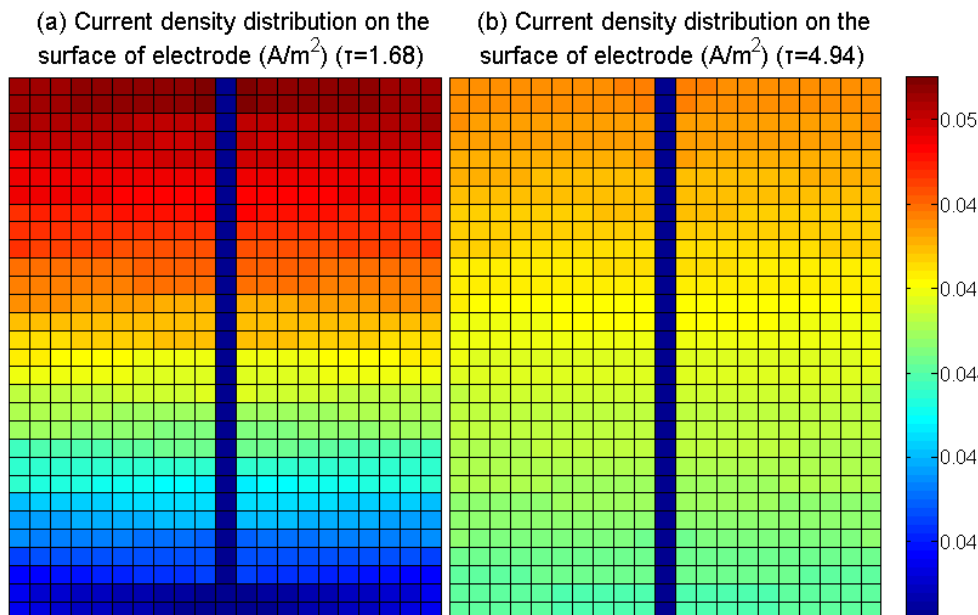 (a) Current density distribution on the
surface of electrode (A/m²) (τ=1.68)
(b) Current density distribution on the
surface of electrode (A/m²) (τ=4.94)
0.05
0.04
0.04
0.04
0.04
0.04